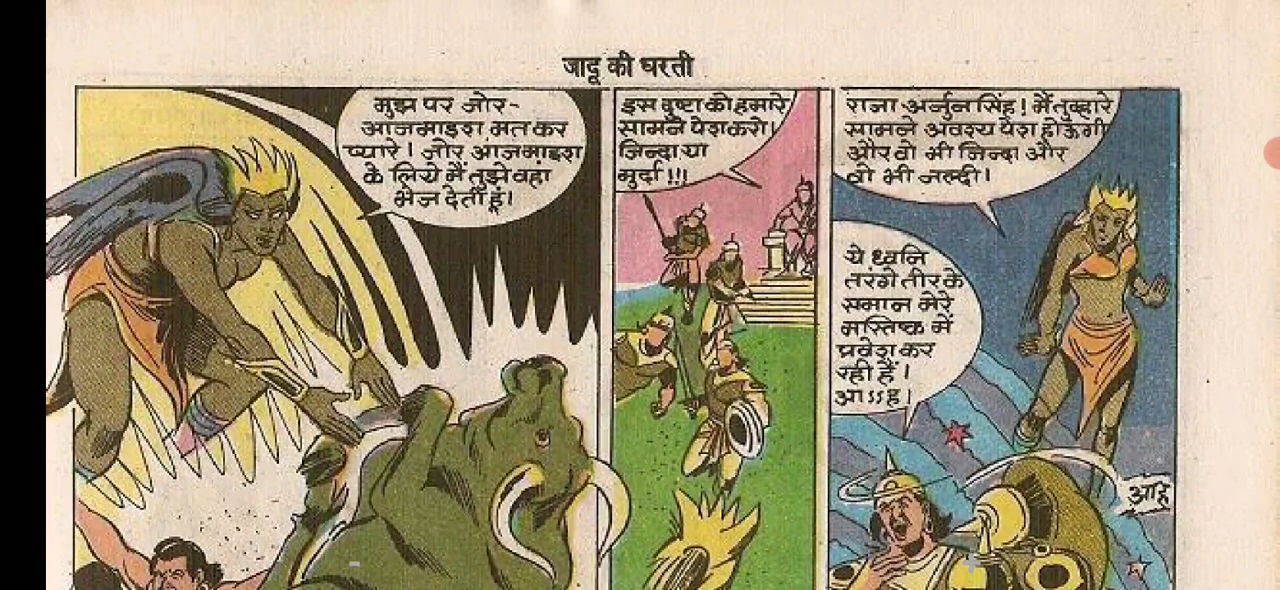 जादू की धरती
मुझ पर जोर-
आजमाइश मत कर
प्यारे! जोर आजमाइश
के लिये मैं तुझे वहां
भेज देती हूं।
इस दुष्टा को हमारे
सामने पेश करो।
जिन्दा या
मुर्दा !!!
राजा अर्जुन सिंह! मैं तुम्हारे
सामने अवश्य पेश होऊंगी
और वो भी जिन्दा और
वो भी जल्दी।
ये ध्वनि
तरंगे तीर के
समान मेरे
मस्तिष्क में
प्रवेश कर
रही हैं।
आऽऽह!
आह